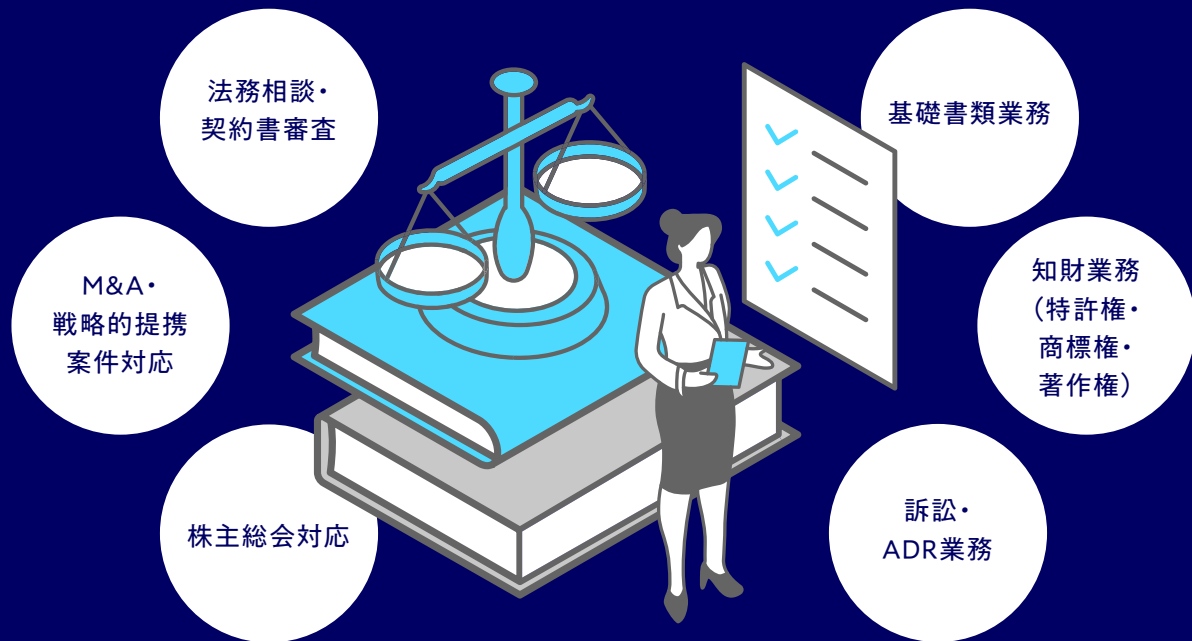 法務相談・
契約書審査
基礎書類業務
M&A・
戦略的提携
案件対応
知財業務
（特許権・
商標権・
著作権）
株主総会対応
訴訟・
ADR業務